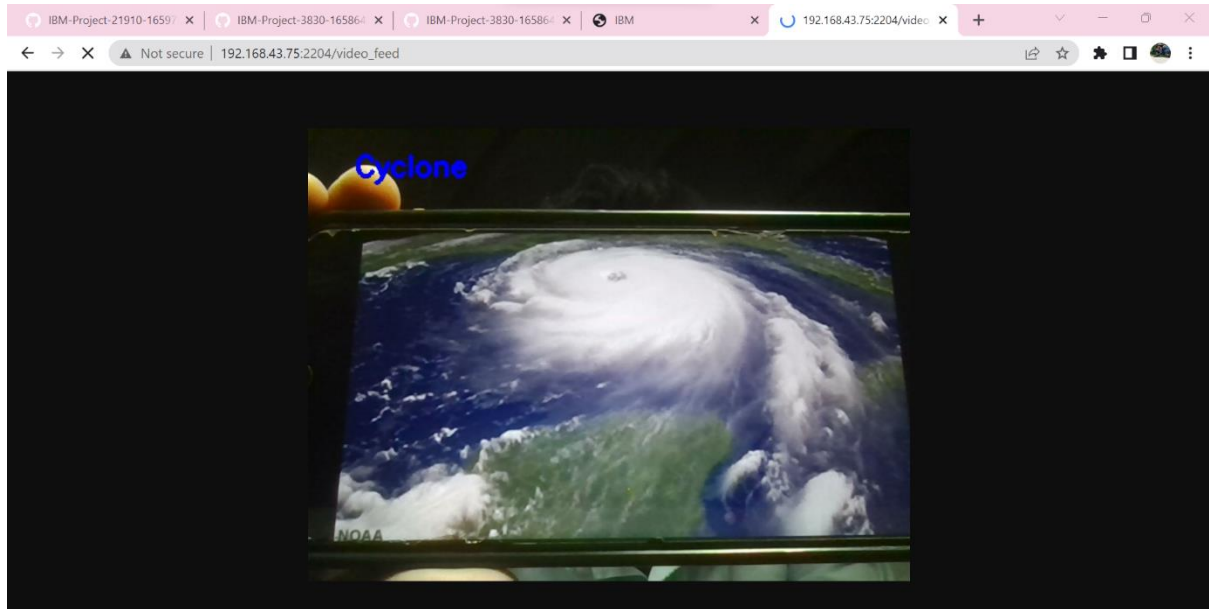 IBM-Project-21910-16597
IBM-Project-3830-165864
IBM-Project-3830-165864
IBM
192.168.43.75:2204/video
Not secure
192.168.43.75:2204/video_feed
Cyclone
NOAA